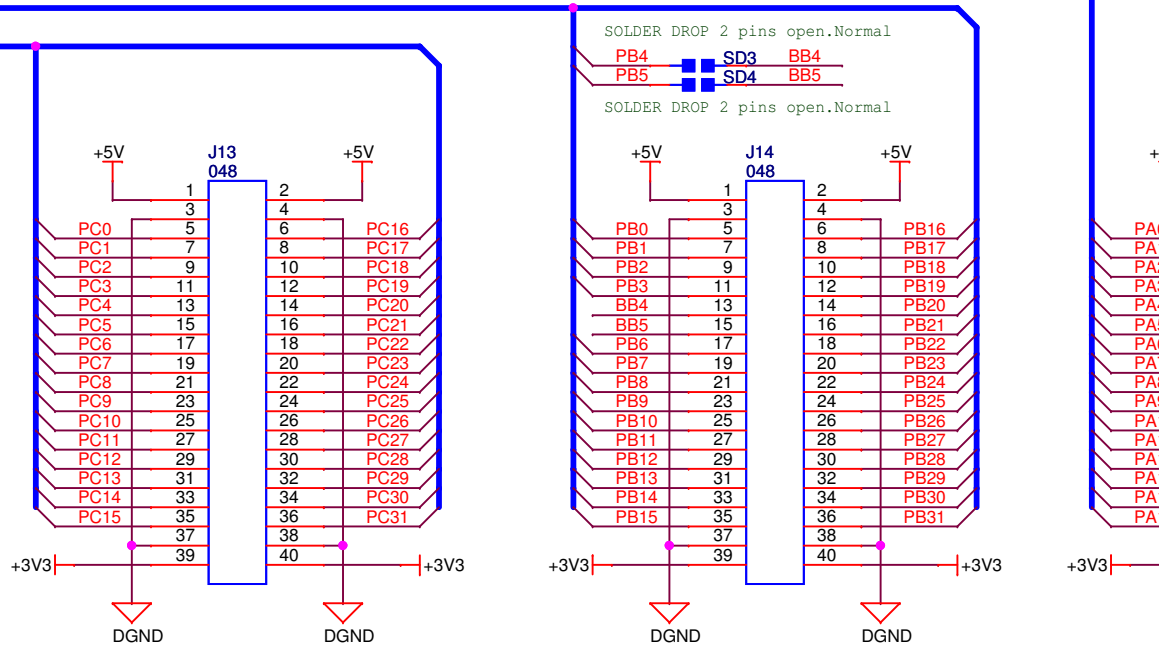 SOLDER DROP 2 pins open.Normal
PB4 SD3 BB4
PB5 SD4 BB5
SOLDER DROP 2 pins open.Normal
+5V J13 +5V
048
1 2
3 4
PC0 5 6 PC16
PC1 7 8 PC17
PC2 9 10 PC18
PC3 11 12 PC19
PC4 13 14 PC20
PC5 15 16 PC21
PC6 17 18 PC22
PC7 19 20 PC23
PC8 21 22 PC24
PC9 23 24 PC25
PC10 25 26 PC26
PC11 27 28 PC27
PC12 29 30 PC28
PC13 31 32 PC29
PC14 33 34 PC30
PC15 35 36 PC31
37 38
+3V3 39 40 +3V3
DGND DGND
+5V J14 +5V
048
1 2
3 4
PB0 5 6 PB16
PB1 7 8 PB17
PB2 9 10 PB18
PB3 11 12 PB19
BB4 13 14 PB20
BB5 15 16 PB21
PB6 17 18 PB22
PB7 19 20 PB23
PB8 21 22 PB24
PB9 23 24 PB25
PB10 25 26 PB26
PB11 27 28 PB27
PB12 29 30 PB28
PB13 31 32 PB29
PB14 33 34 PB30
PB15 35 36 PB31
37 38
+3V3 39 40 +3V3
DGND DGND
+3V3